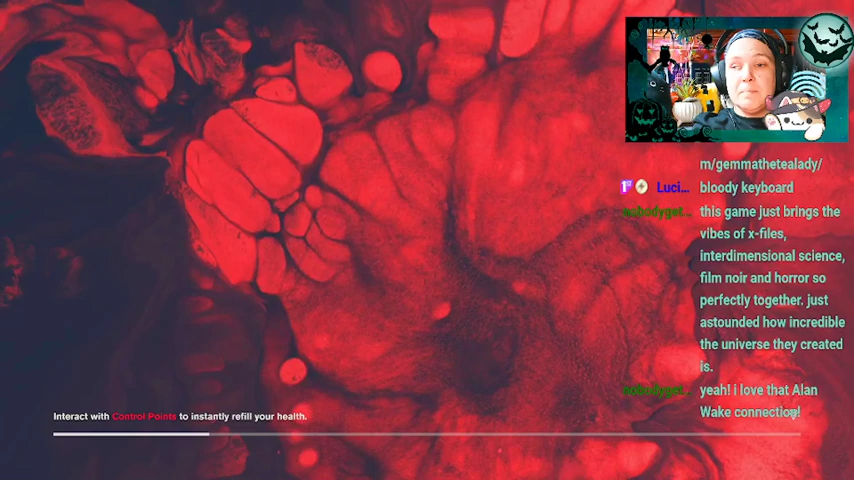 m/gemmathetealady/
Luci... bloody keyboard
nobodyget... this game just brings the
vibes of x-files,
interdimensional science,
film noir and horror so
perfectly together. just
astounded how incredible
the universe they created
is.
nobodyget... yeah! i love that Alan
Wake connection!
Interact with Control Points to instantly refill your health.